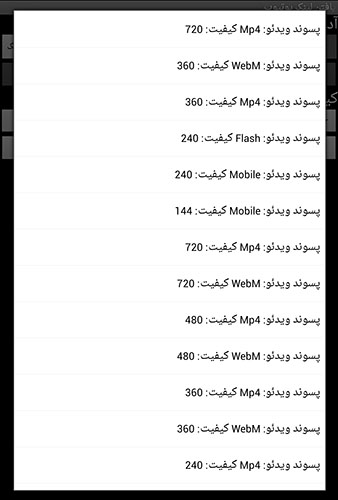 پسوند ویدئو: Mp4 کیفیت: 720
پسوند ویدئو: WebM کیفیت: 360
پسوند ویدئو: Mp4 کیفیت: 360
پسوند ویدئو: Flash کیفیت: 240
پسوند ویدئو: Mobile کیفیت: 240
پسوند ویدئو: Mobile کیفیت: 144
پسوند ویدئو: Mp4 کیفیت: 720
پسوند ویدئو: WebM کیفیت: 720
پسوند ویدئو: Mp4 کیفیت: 480
پسوند ویدئو: WebM کیفیت: 480
پسوند ویدئو: Mp4 کیفیت: 360
پسوند ویدئو: WebM کیفیت: 360
پسوند ویدئو: Mp4 کیفیت: 240